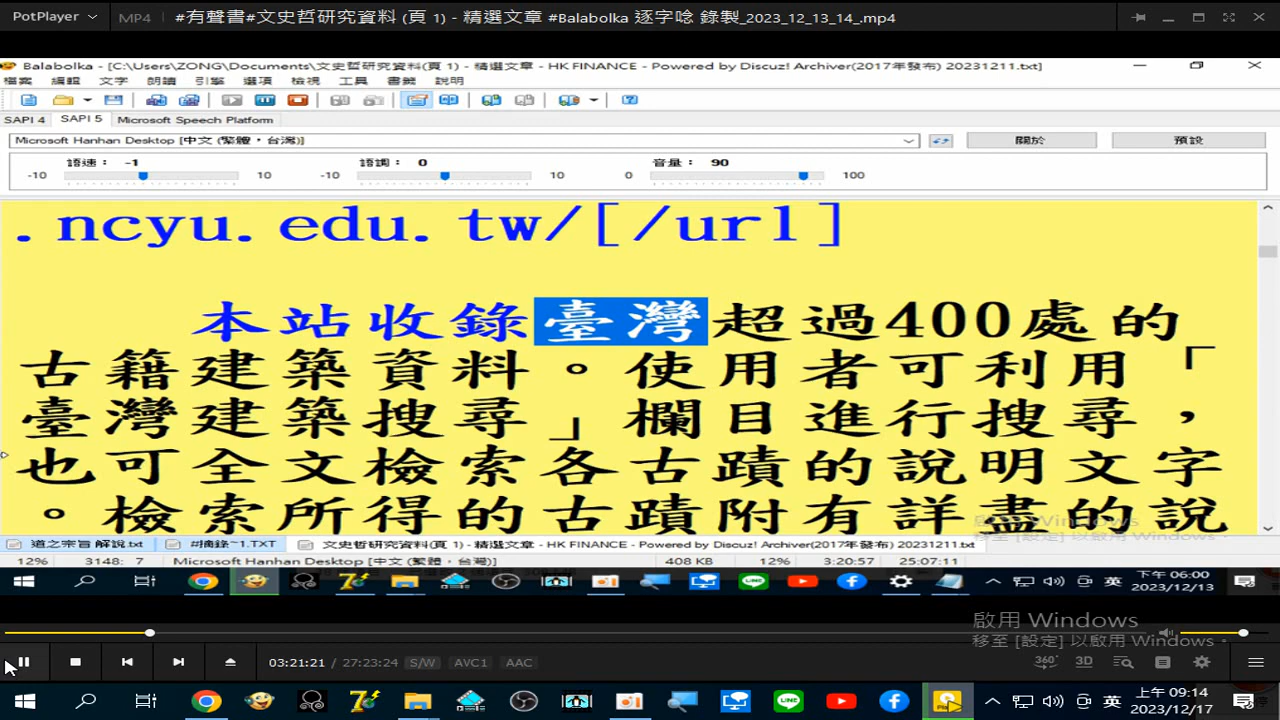 PotPlayer MP4 #有聲書#文史哲研究資料 (頁 1) - 精選文章 #Balabolka 逐字唸 錄製_2023_12_13_14_.mp4
Balabolka - [C:\Users\ZONG\Documents\文史哲研究資料(頁 1) - 精選文章 - HK FINANCE - Powered by Discuz! Archiver(2017年發布) 20231211.txt]
檔案 編輯 文字 朗讀 引擎 選項 檢視 工具 書籤 說明
SAPI 4 SAPI 5 Microsoft Speech Platform
Microsoft Hanhan Desktop [中文 (繁體，台灣)] 關於 預設
語速： -1 語調： 0 音量： 90
-10 10 -10 10 0 100
.ncyu.edu.tw/[/url]
本站收錄臺灣超過400處的
古籍建築資料。使用者可利用「
臺灣建築搜尋」欄目進行搜尋，
也可全文檢索各古蹟的說明文字
。檢索所得的古蹟附有詳盡的說
道之宗旨 解說.txt #摘錄~1.TXT 文史哲研究資料(頁 1) - 精選文章 - HK FINANCE - Powered by Discuz! Archiver(2017年發布) 20231211.txt
12% 3148: 7 Microsoft Hanhan Desktop [中文 (繁體，台灣)] 408 KB 12% 3:20:57 25:07:11
英 下午 06:00
2023/12/13
啟用 Windows
移至 [設定] 以啟用 Windows。
03:21:21 / 27:23:24 S/W AVC1 AAC 360° 3D
英 上午 09:14
2023/12/17